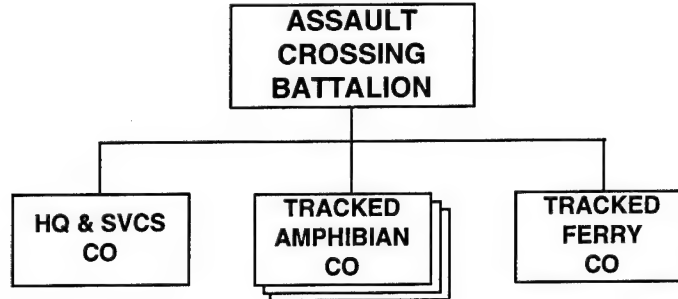 ASSAULT
CROSSING
BATTALION
HQ & SVCS
CO
TRACKED
AMPHIBIAN
CO
TRACKED
FERRY
CO